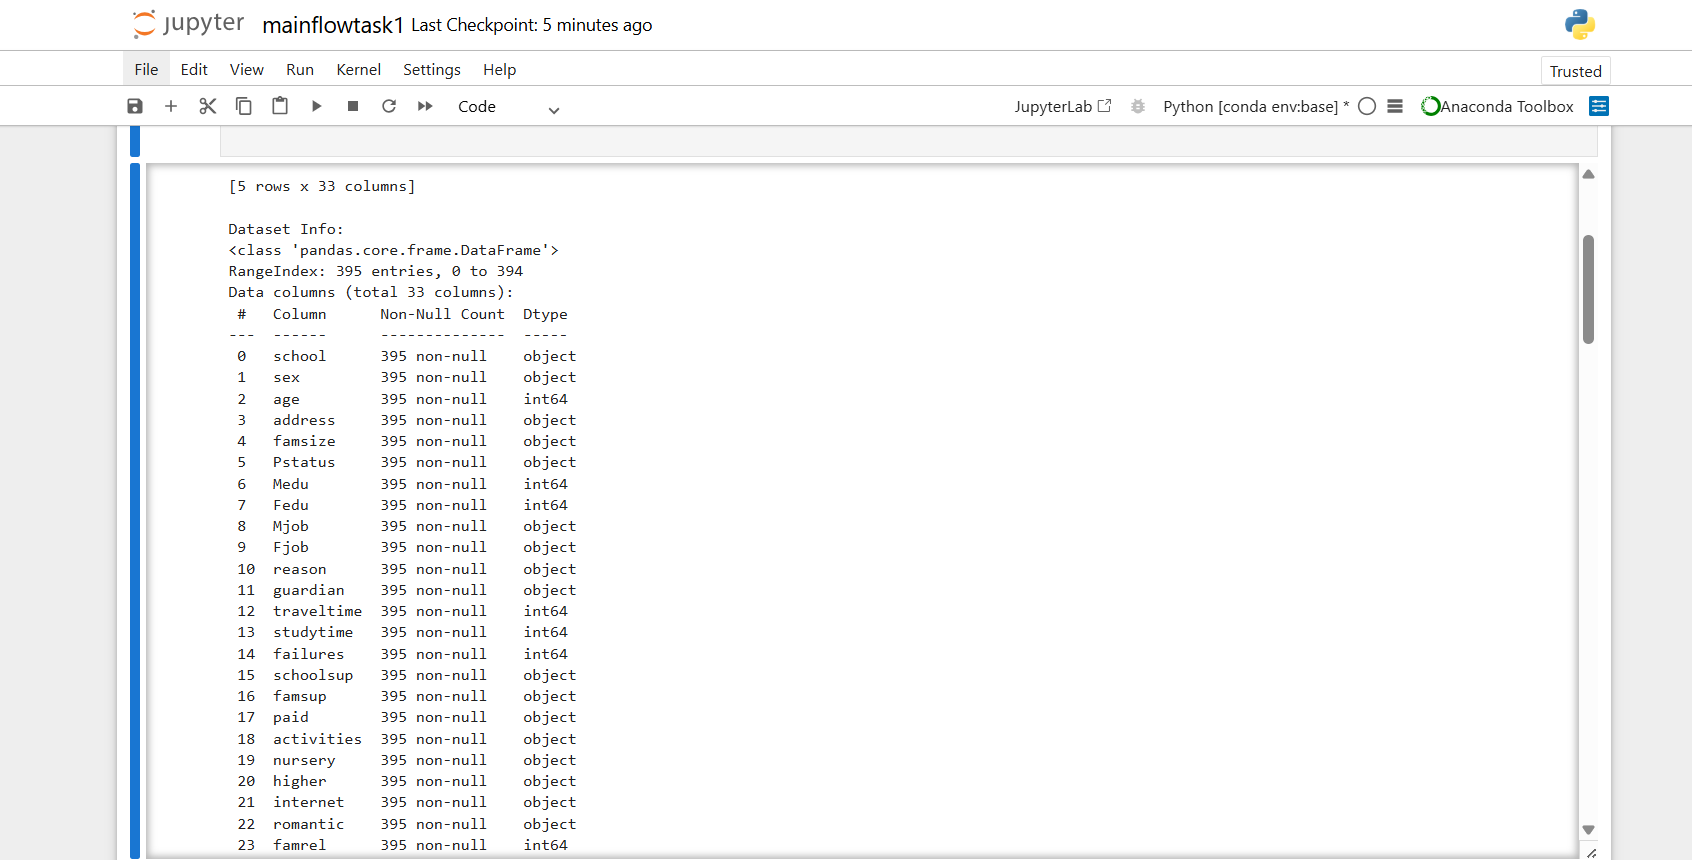 jupyter mainflowtask1 Last Checkpoint: 5 minutes ago
File Edit View Run Kernel Settings Help Trusted
Code JupyterLab Python [conda env:base] * Anaconda Toolbox
[5 rows x 33 columns]
Dataset Info:
<class 'pandas.core.frame.DataFrame'>
RangeIndex: 395 entries, 0 to 394
Data columns (total 33 columns):
 #   Column      Non-Null Count  Dtype
---  ------      --------------  -----
 0   school      395 non-null    object
 1   sex         395 non-null    object
 2   age         395 non-null    int64
 3   address     395 non-null    object
 4   famsize     395 non-null    object
 5   Pstatus     395 non-null    object
 6   Medu        395 non-null    int64
 7   Fedu        395 non-null    int64
 8   Mjob        395 non-null    object
 9   Fjob        395 non-null    object
 10  reason      395 non-null    object
 11  guardian    395 non-null    object
 12  traveltime  395 non-null    int64
 13  studytime   395 non-null    int64
 14  failures    395 non-null    int64
 15  schoolsup   395 non-null    object
 16  famsup      395 non-null    object
 17  paid        395 non-null    object
 18  activities  395 non-null    object
 19  nursery     395 non-null    object
 20  higher      395 non-null    object
 21  internet    395 non-null    object
 22  romantic    395 non-null    object
 23  famrel      395 non-null    int64